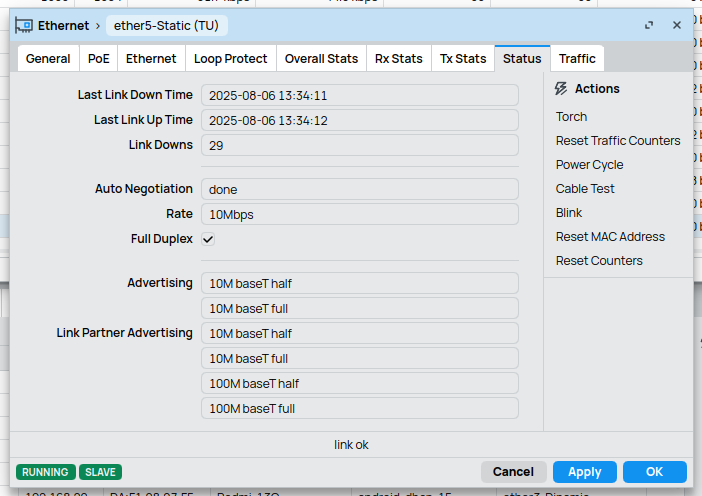 Ethernet › ether5-Static (TU)
General PoE Ethernet Loop Protect Overall Stats Rx Stats Tx Stats Status Traffic
Last Link Down Time 2025-08-06 13:34:11
Last Link Up Time 2025-08-06 13:34:12
Link Downs 29
Auto Negotiation done
Rate 10Mbps
Full Duplex
Advertising 10M baseT half
10M baseT full
Link Partner Advertising 10M baseT half
10M baseT full
100M baseT half
100M baseT full
Actions
Torch
Reset Traffic Counters
Power Cycle
Cable Test
Blink
Reset MAC Address
Reset Counters
link ok
RUNNING SLAVE Cancel Apply OK